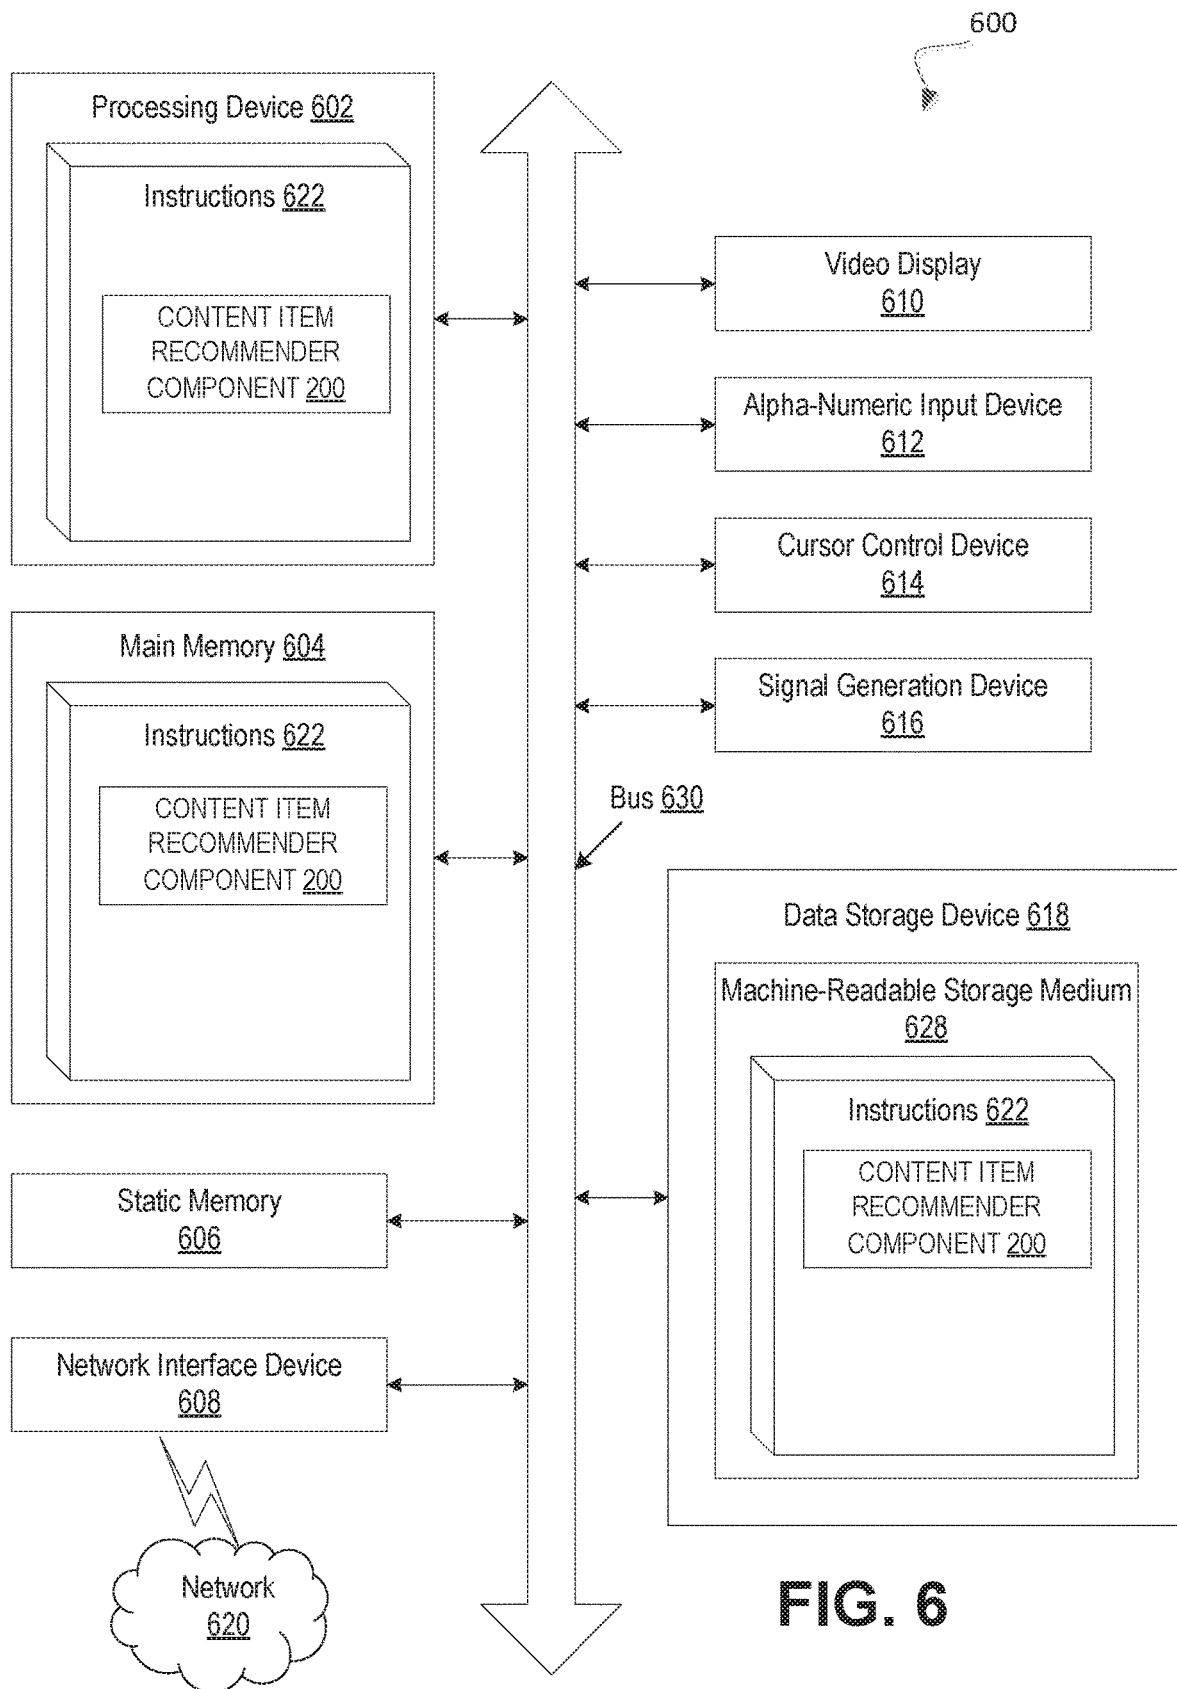 600
Processing Device 602
Instructions 622
CONTENT ITEM
RECOMMENDER
COMPONENT 200
Main Memory 604
Instructions 622
CONTENT ITEM
RECOMMENDER
COMPONENT 200
Static Memory
606
Network Interface Device
608
Network
620
Video Display
610
Alpha-Numeric Input Device
612
Cursor Control Device
614
Signal Generation Device
616
Bus 630
Data Storage Device 618
Machine-Readable Storage Medium
628
Instructions 622
CONTENT ITEM
RECOMMENDER
COMPONENT 200
FIG. 6